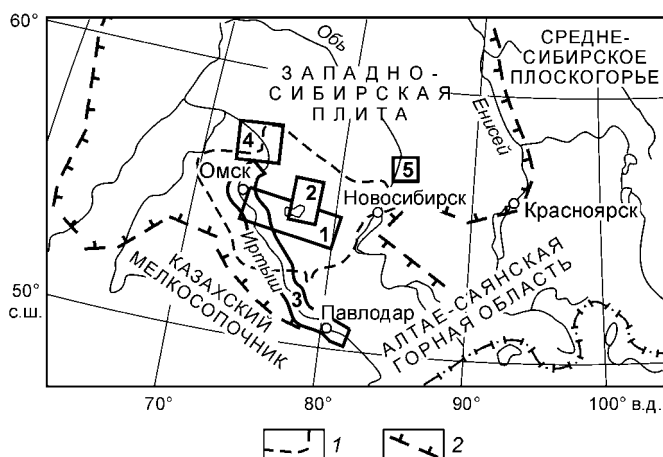 60°
Обь
СРЕДНЕ-
СИБИРСКОЕ
ПЛОСКОГОРЬЕ
ЗАПАДНО-
СИБИРСКАЯ
ПЛИТА
Енисей
4
5
Омск
2
Новосибирск
Красноярск
1
Иртыш
КАЗАХСКИЙ
МЕЛКОСОПОЧНИК
3
Павлодар
АЛТАЕ-САЯНСКАЯ
ГОРНАЯ ОБЛАСТЬ
50°
с.ш.
70°
80°
90°
100° в.д.
1
2